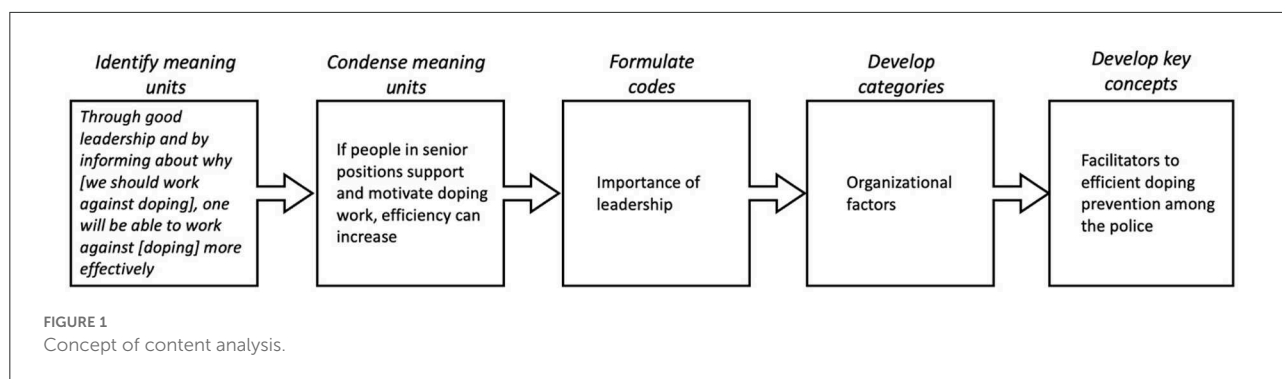 Identify meaning
units
Through good
leadership and by
informing about why
[we should work
against doping], one
will be able to work
against [doping] more
effectively
Condense meaning
units
If people in senior
positions support
and motivate doping
work, efficiency can
increase
Formulate
codes
Importance of
leadership
Develop
categories
Organizational
factors
Develop key
concepts
Facilitators to
efficient doping
prevention among
the police
FIGURE 1
Concept of content analysis.